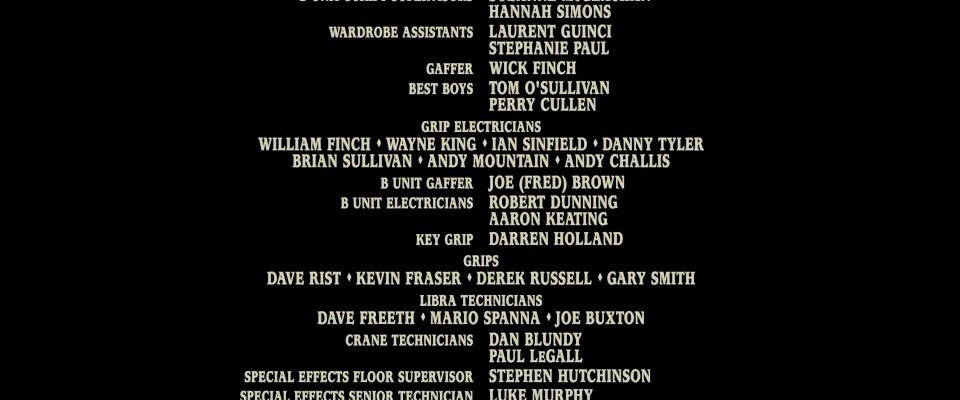 HANNAH SIMONS
WARDROBE ASSISTANTS LAURENT GUINCI
STEPHANIE PAUL
GAFFER WICK FINCH
BEST BOYS TOM O'SULLIVAN
PERRY CULLEN
GRIP ELECTRICIANS
WILLIAM FINCH ♦ WAYNE KING ♦ IAN SINFIELD ♦ DANNY TYLER
BRIAN SULLIVAN ♦ ANDY MOUNTAIN ♦ ANDY CHALLIS
B UNIT GAFFER JOE (FRED) BROWN
B UNIT ELECTRICIANS ROBERT DUNNING
AARON KEATING
KEY GRIP DARREN HOLLAND
GRIPS
DAVE RIST ♦ KEVIN FRASER ♦ DEREK RUSSELL ♦ GARY SMITH
LIBRA TECHNICIANS
DAVE FREETH ♦ MARIO SPANNA ♦ JOE BUXTON
CRANE TECHNICIANS DAN BLUNDY
PAUL LeGALL
SPECIAL EFFECTS FLOOR SUPERVISOR STEPHEN HUTCHINSON
SPECIAL EFFECTS SENIOR TECHNICIAN LUKE MURPHY